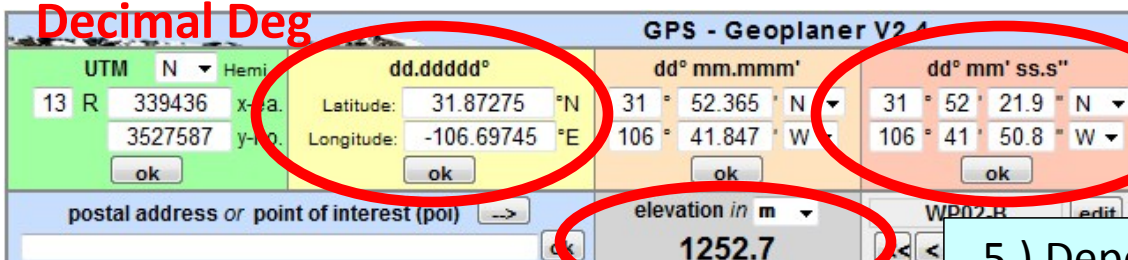 Decimal Deg
GPS - Geoplaner V2.4
UTM N Hemi dd.ddddd° dd° mm.mmm' dd° mm' ss.s"
13 R 339436 x-ea. Latitude: 31.87275 °N 31 ° 52.365 ' N 31 ° 52 ' 21.9 " N
3527587 y-no. Longitude: -106.69745 °E 106 ° 41.847 ' W 106 ° 41 ' 50.8 " W
ok ok ok ok
postal address or point of interest (poi) --> elevation in m WP02-B edit
ok 1252.7 << < 5.) Depe